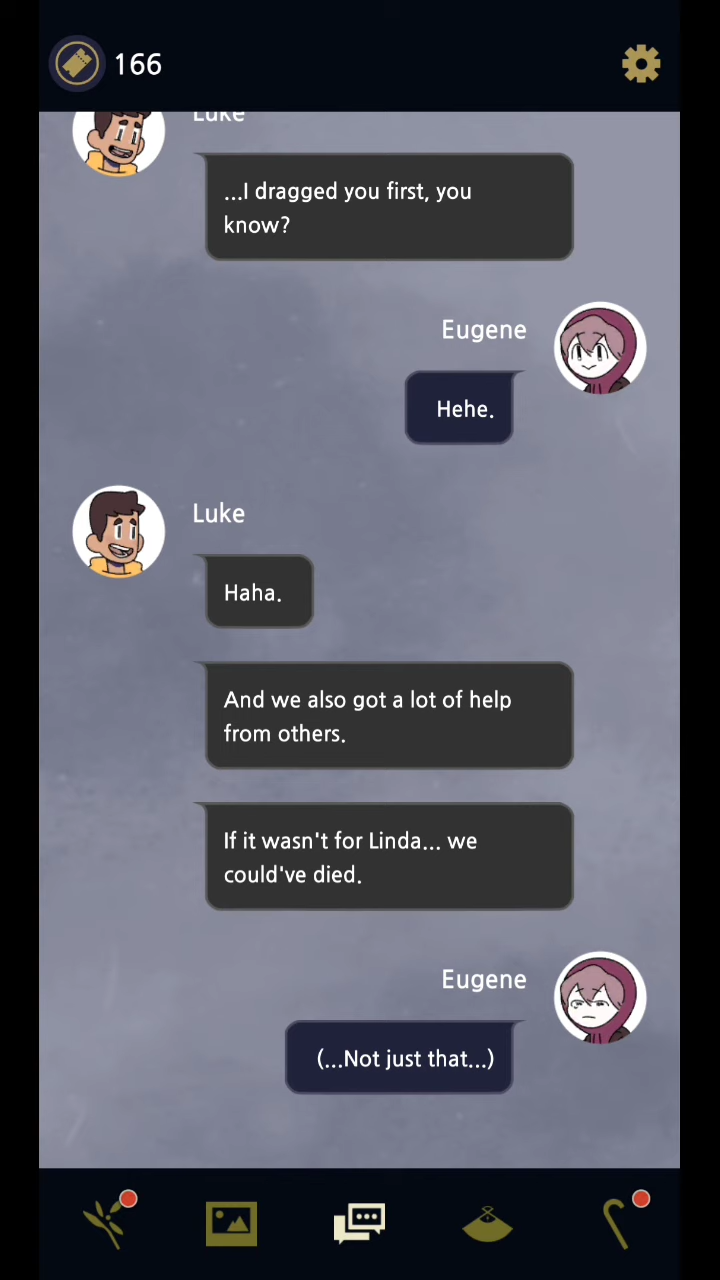 166
Luke
...I dragged you first, you
know?
Eugene
Hehe.
Luke
Haha.
And we also got a lot of help
from others.
If it wasn't for Linda... we
could've died.
Eugene
(...Not just that...)